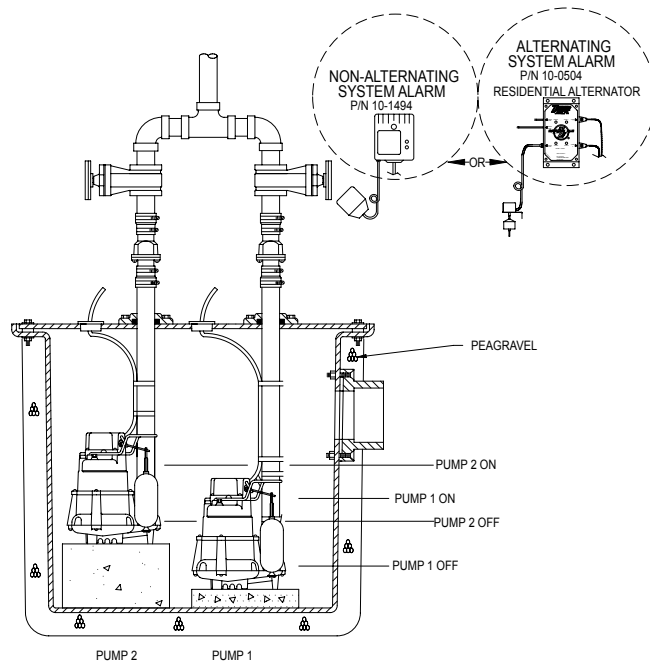 NON-ALTERNATING
SYSTEM ALARM
P/N 10-1494
ALTERNATING
SYSTEM ALARM
P/N 10-0504
RESIDENTIAL ALTERNATOR
OR
PEAGRAVEL
PUMP 2 ON
PUMP 1 ON
PUMP 2 OFF
PUMP 1 OFF
PUMP 2
PUMP 1